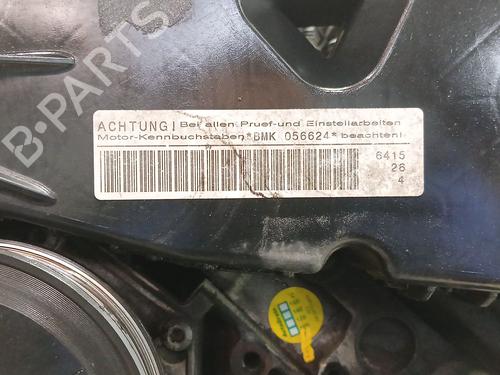 B-PARTS
ACHTUNG! Bei allen Pruef-und Einstellarbeiten
Motor-Kennbuchstaben*BMK 056624* beachten!
6415
26
4